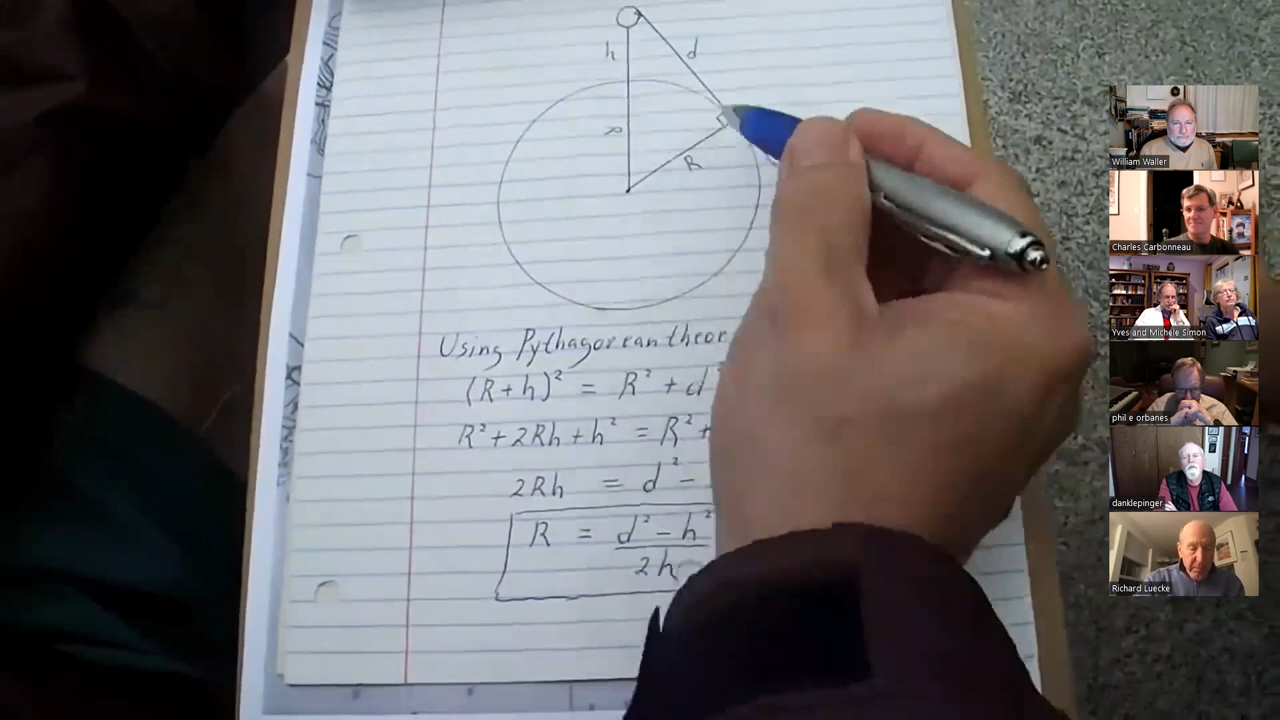 h
d
R
R
Using Pythagorean theor
(R+h)² = R² + d²
R² + 2Rh + h² = R² +
2Rh = d² -
R = d² - h² / 2h
William Waller
Charles Carbonneau
Yves and Michele Simon
phil e orbanes
danklepinger
Richard Luecke